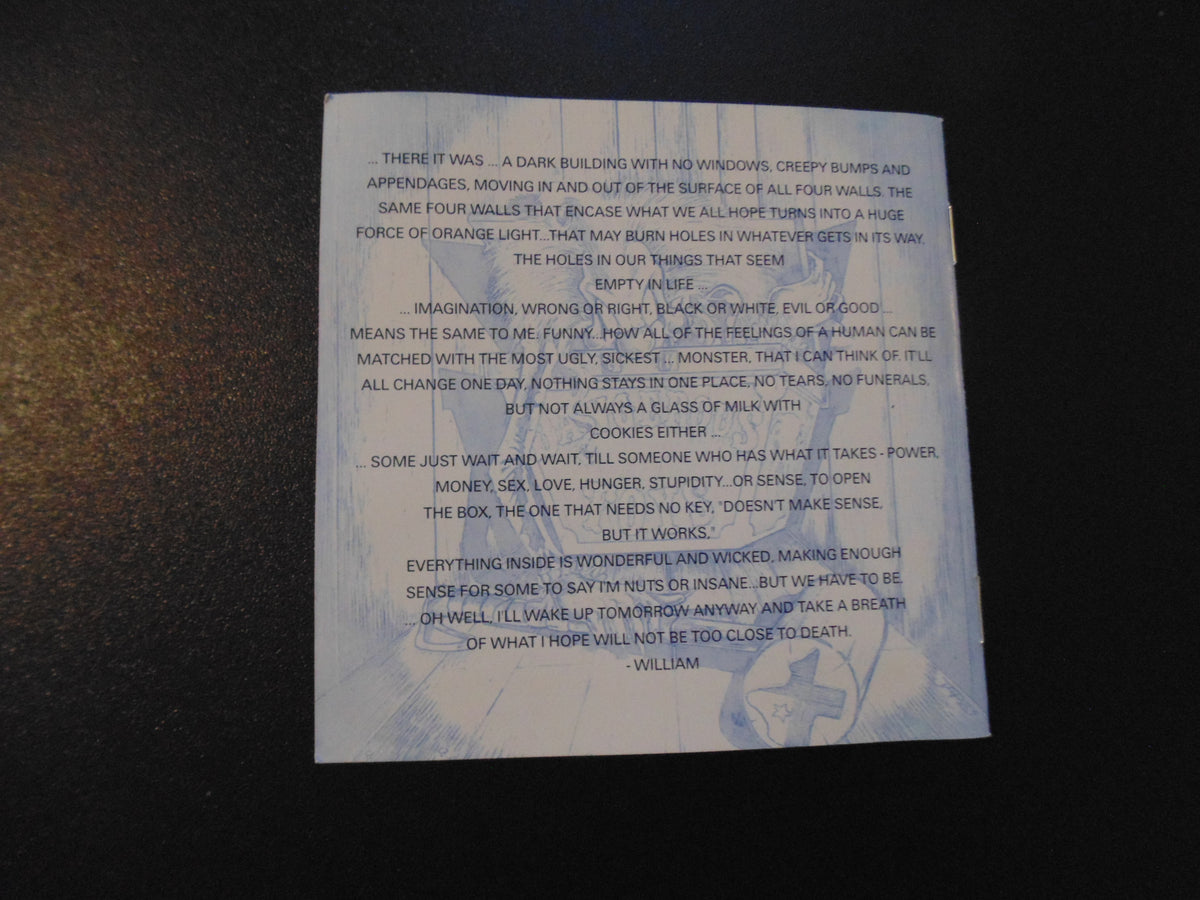 ... THERE IT WAS ... A DARK BUILDING WITH NO WINDOWS, CREEPY BUMPS AND
APPENDAGES, MOVING IN AND OUT OF THE SURFACE OF ALL FOUR WALLS. THE
SAME FOUR WALLS THAT ENCASE WHAT WE ALL HOPE TURNS INTO A HUGE
FORCE OF ORANGE LIGHT...THAT MAY BURN HOLES IN WHATEVER GETS IN ITS WAY.
THE HOLES IN OUR THINGS THAT SEEM
EMPTY IN LIFE ...
... IMAGINATION, WRONG OR RIGHT, BLACK OR WHITE, EVIL OR GOOD ...
MEANS THE SAME TO ME. FUNNY...HOW ALL OF THE FEELINGS OF A HUMAN CAN BE
MATCHED WITH THE MOST UGLY, SICKEST ... MONSTER, THAT I CAN THINK OF. IT'LL
ALL CHANGE ONE DAY, NOTHING STAYS IN ONE PLACE, NO TEARS, NO FUNERALS,
BUT NOT ALWAYS A GLASS OF MILK WITH
COOKIES EITHER ...
... SOME JUST WAIT AND WAIT, TILL SOMEONE WHO HAS WHAT IT TAKES - POWER,
MONEY, SEX, LOVE, HUNGER, STUPIDITY...OR SENSE, TO OPEN
THE BOX, THE ONE THAT NEEDS NO KEY, "DOESN'T MAKE SENSE,
BUT IT WORKS,"
EVERYTHING INSIDE IS WONDERFUL AND WICKED, MAKING ENOUGH
SENSE FOR SOME TO SAY I'M NUTS OR INSANE...BUT WE HAVE TO BE.
... OH WELL, I'LL WAKE UP TOMORROW ANYWAY AND TAKE A BREATH
OF WHAT I HOPE WILL NOT BE TOO CLOSE TO DEATH.
- WILLIAM